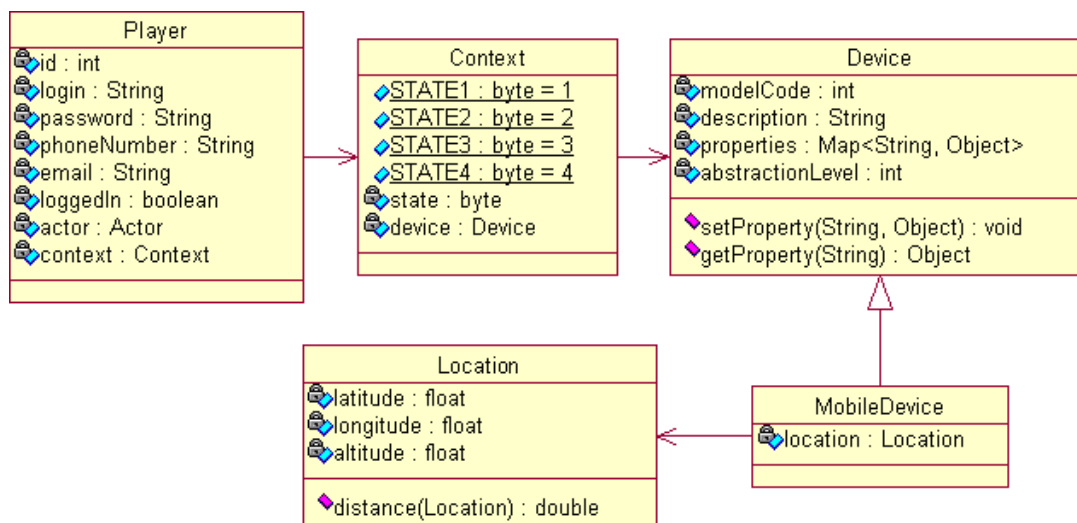 Player
id : int
login : String
password : String
phoneNumber : String
email : String
loggedIn : boolean
actor : Actor
context : Context
Context
STATE1 : byte = 1
STATE2 : byte = 2
STATE3 : byte = 3
STATE4 : byte = 4
state : byte
device : Device
Device
modelCode : int
description : String
properties : Map<String, Object>
abstractionLevel : int
setProperty(String, Object) : void
getProperty(String) : Object
Location
latitude : float
longitude : float
altitude : float
distance(Location) : double
MobileDevice
location : Location